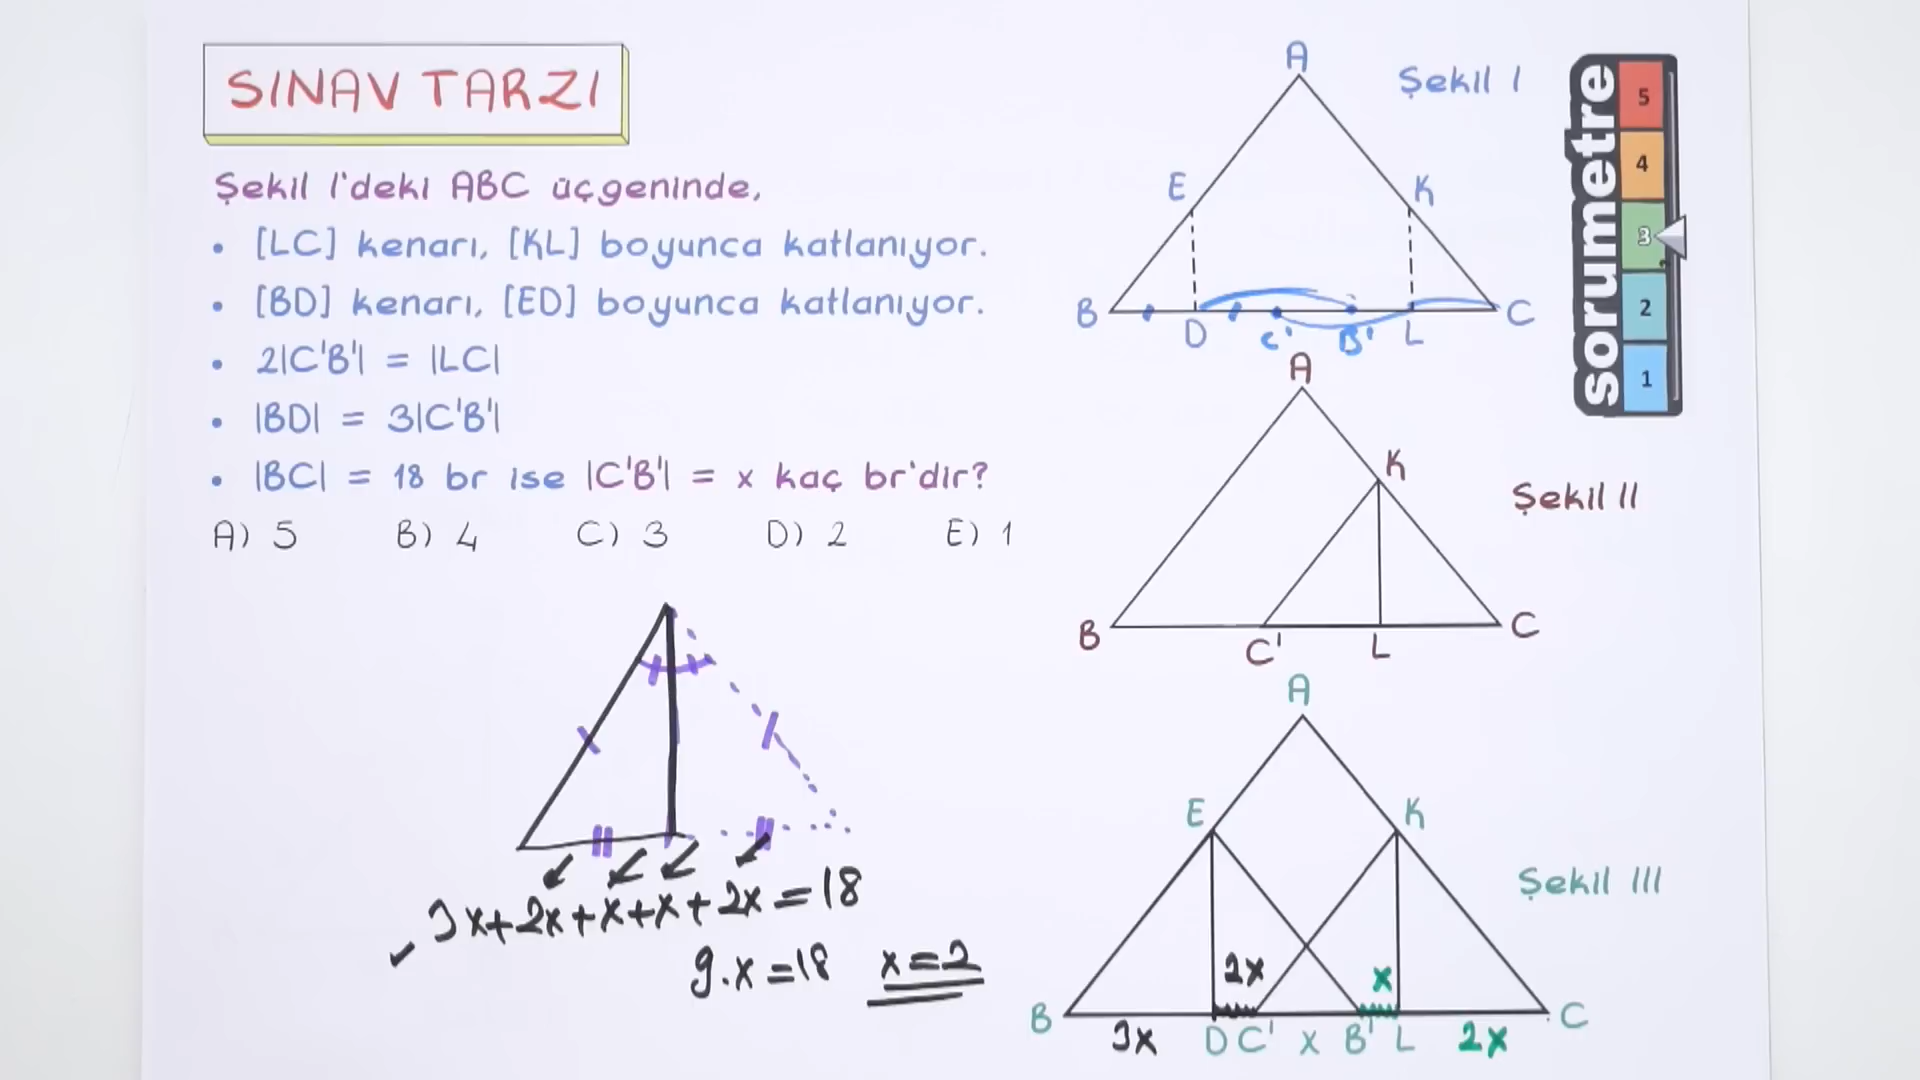 SINAV TARZI
Şekil I'deki ABC üçgeninde,
• [LC] kenarı, [KL] boyunca katlanıyor.
• [BD] kenarı, [ED] boyunca katlanıyor.
• 2|C'B'| = |LC|
• |BD| = 3|C'B'|
• |BC| = 18 br ise |C'B'| = x kaç br'dir?
A) 5 B) 4 C) 3 D) 2 E) 1
3x+2x+x+x+2x=18
9.x=18 x=2
A Şekil I
E K
B D C' B' L C
A
K
Şekil II
B C' L C
A
E K
Şekil III
2x x
B 3x D C' x B' L 2x C
sorumetre
5
4
3
2
1